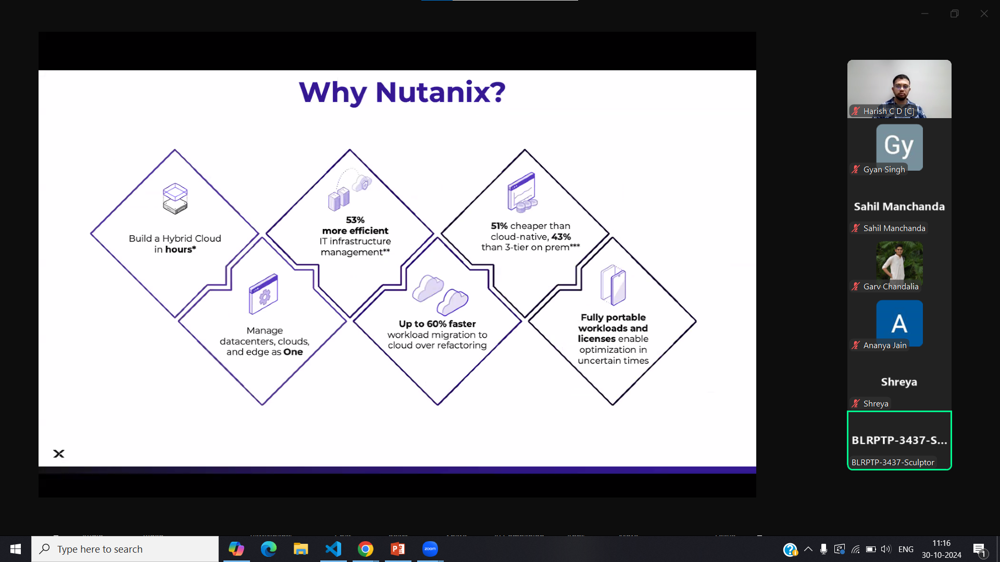 Why Nutanix?
Build a Hybrid Cloud
in hours*
53%
more efficient
IT infrastructure
management**
51% cheaper than
cloud-native, 43%
than 3-tier on prem***
Manage
datacenters, clouds,
and edge as One
Up to 60% faster
workload migration to
cloud over refactoring
Fully portable
workloads and
licenses enable
optimization in
uncertain times
Harish C D [C]
Gy
Gyan Singh
Sahil Manchanda
Sahil Manchanda
Garv Chandalia
A
Ananya Jain
Shreya
Shreya
BLRPTP-3437-S...
BLRPTP-3437-Sculptor
Type here to search
zoom
ENG
11:16
30-10-2024
1